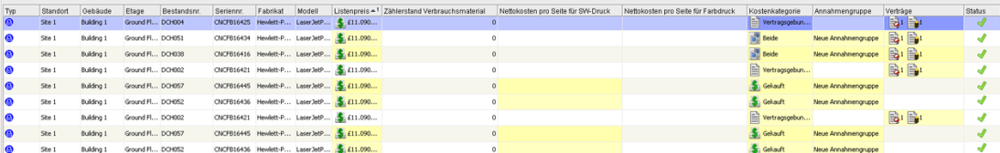 Typ Standort Gebäude Etage Bestandsnr. Seriennr. Fabrikat Modell Listenpreis 1 Zählerstand Verbrauchsmaterial Nettokosten pro Seite für SW-Druck Nettokosten pro Seite für Farbdruck Kostenkategorie Annahmengruppe Verträge Status
Site 1 Building 1 Ground Fl... DCH004 CNCFB16425 Hewlett-P... LaserJetP... £11.090... 0 Vertragsgebun... 1 1
Site 1 Building 1 Ground Fl... DCH051 CNCFB16434 Hewlett-P... LaserJetP... £11.090... 0 Beide Neue Annahmengruppe 1 1
Site 1 Building 1 Ground Fl... DCH038 CNCFB16416 Hewlett-P... LaserJetP... £11.090... 0 Beide Neue Annahmengruppe 1 1
Site 1 Building 1 Ground Fl... DCH002 CNCFB16421 Hewlett-P... LaserJetP... £11.090... 0 Vertragsgebun... 1 1
Site 1 Building 1 Ground Fl... DCH057 CNCFB16445 Hewlett-P... LaserJetP... £11.090... 0 Gekauft Neue Annahmengruppe
Site 1 Building 1 Ground Fl... DCH052 CNCFB16436 Hewlett-P... LaserJetP... £11.090... 0 Gekauft Neue Annahmengruppe
Site 1 Building 1 Ground Fl... DCH002 CNCFB16421 Hewlett-P... LaserJetP... £11.090... 0 Vertragsgebun... 1 1
Site 1 Building 1 Ground Fl... DCH057 CNCFB16445 Hewlett-P... LaserJetP... £11.090... 0 Gekauft Neue Annahmengruppe
Site 1 Building 1 Ground Fl... DCH052 CNCFB16436 Hewlett-P... LaserJetP... £11.090... 0 Gekauft Neue Annahmengruppe